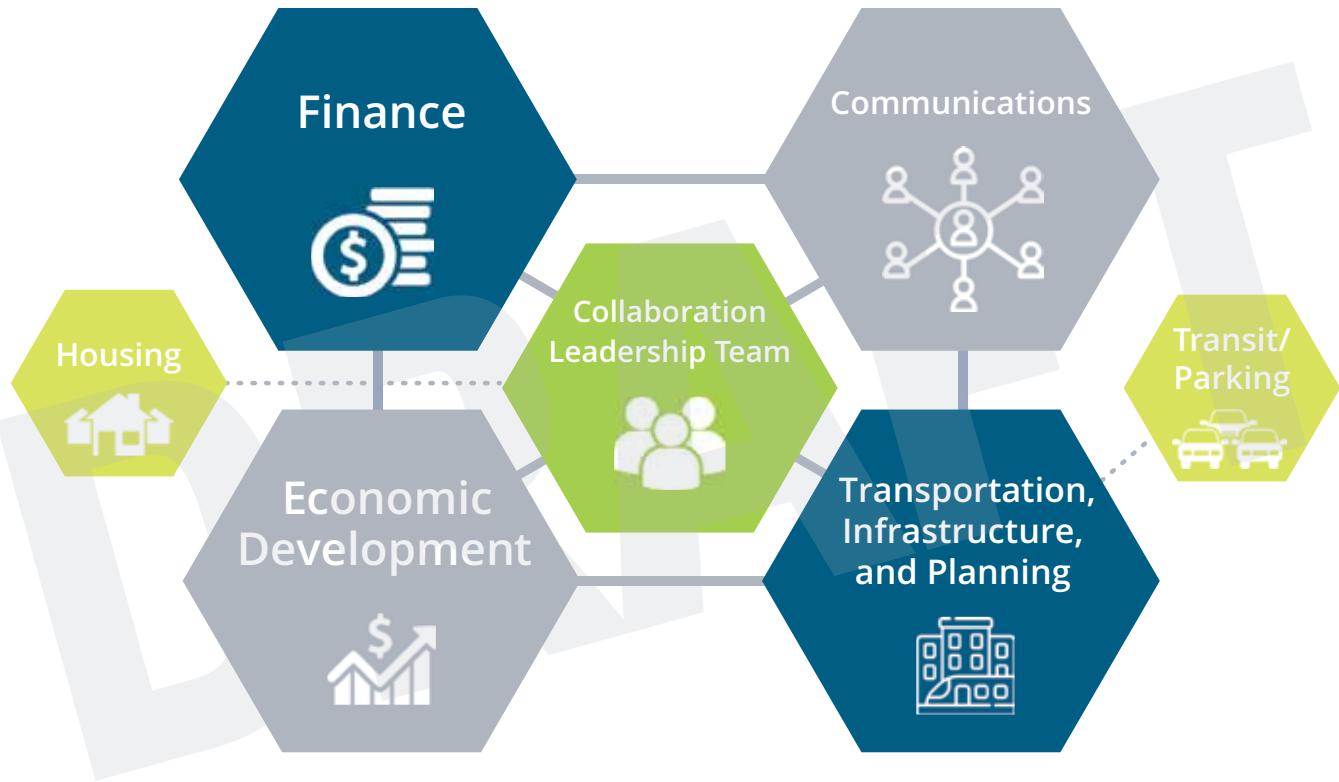 Finance
Communications
Collaboration
Leadership Team
Housing
Transit/
Parking
Economic
Development
Transportation,
Infrastructure,
and Planning
DRAFT